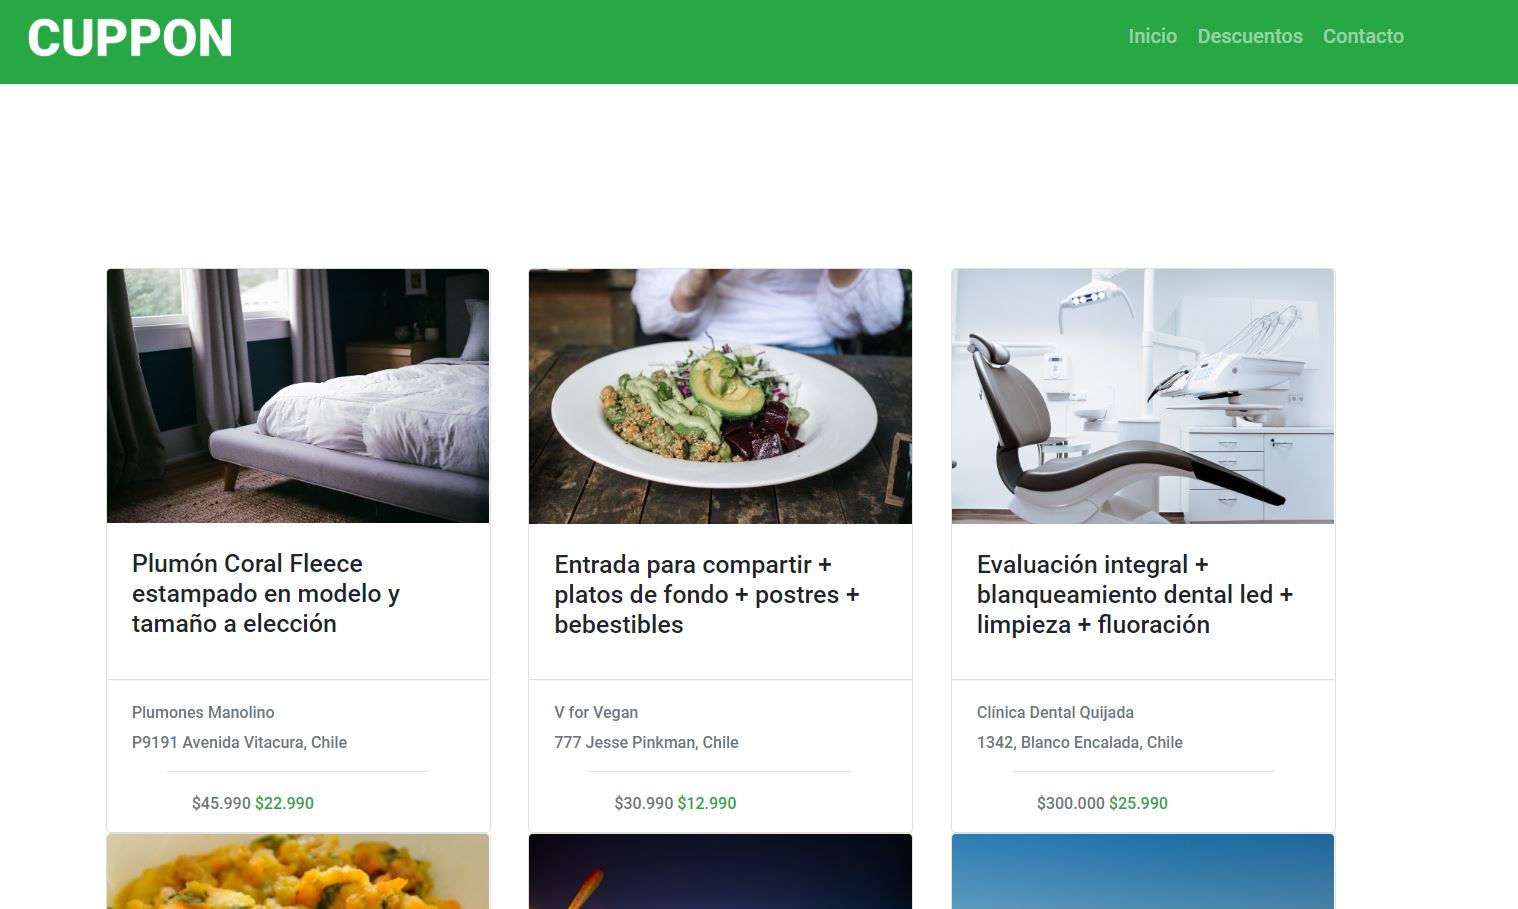 CUPPON
Inicio Descuentos Contacto
Plumón Coral Fleece
estampado en modelo y
tamaño a elección
Plumones Manolino
P9191 Avenida Vitacura, Chile
$45.990 $22.990
Entrada para compartir +
platos de fondo + postres +
bebestibles
V for Vegan
777 Jesse Pinkman, Chile
$30.990 $12.990
Evaluación integral +
blanqueamiento dental led +
limpieza + fluoración
Clínica Dental Quijada
1342, Blanco Encalada, Chile
$300.000 $25.990